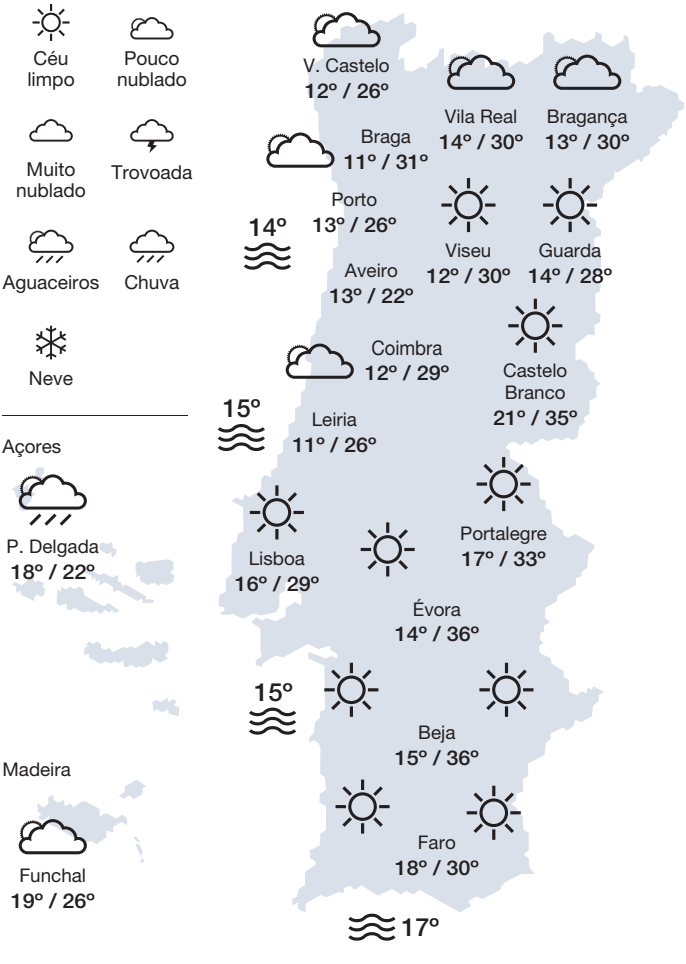 Céu
limpo
Pouco
nublado
Muito
nublado
Trovoada
Aguaceiros
Chuva
Neve
Açores
P. Delgada
18º / 22º
Madeira
Funchal
19º / 26º
V. Castelo
12º / 26º
Vila Real
14º / 30º
Bragança
13º / 30º
Braga
11º / 31º
Porto
13º / 26º
14º
Viseu
12º / 30º
Guarda
14º / 28º
Aveiro
13º / 22º
Coimbra
12º / 29º
Castelo
Branco
21º / 35º
15º
Leiria
11º / 26º
Portalegre
17º / 33º
Lisboa
16º / 29º
Évora
14º / 36º
15º
Beja
15º / 36º
Faro
18º / 30º
17º